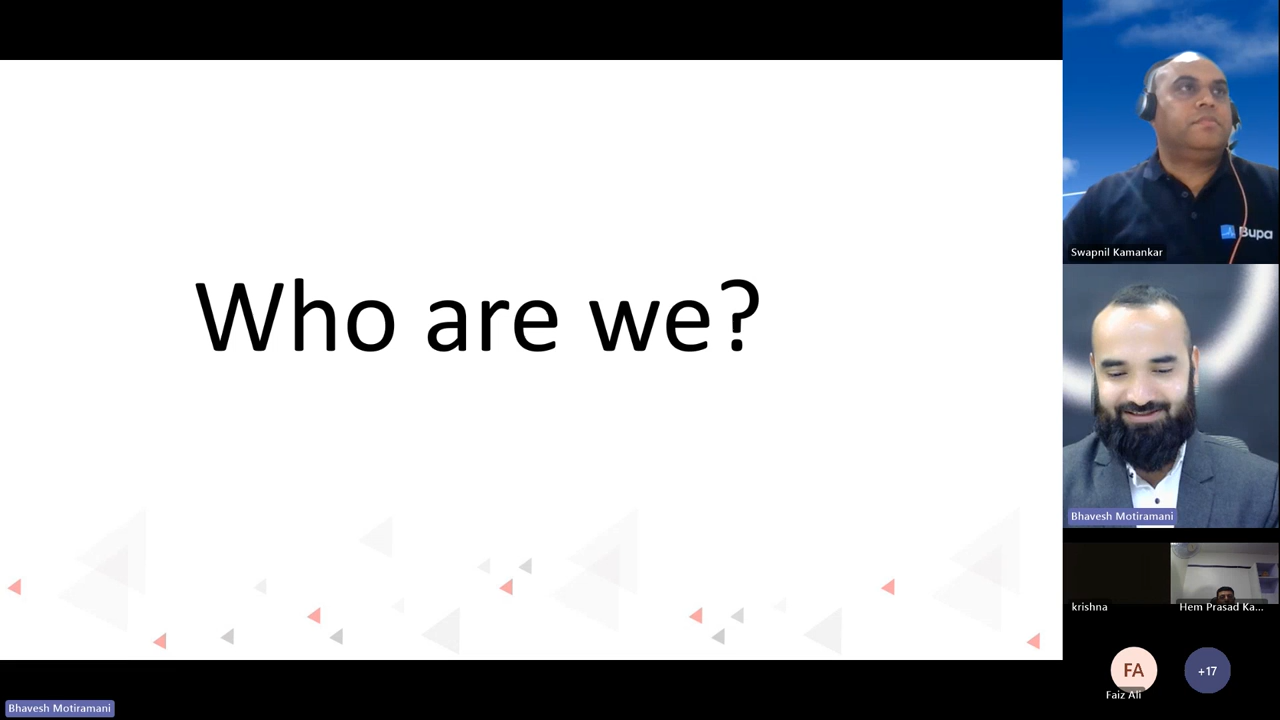 Who are we?
Bupa
Swapnil Kamankar
Bhavesh Motiramani
krishna
Hem Prasad Ka...
FA
+17
Faiz Ali
Bhavesh Motiramani